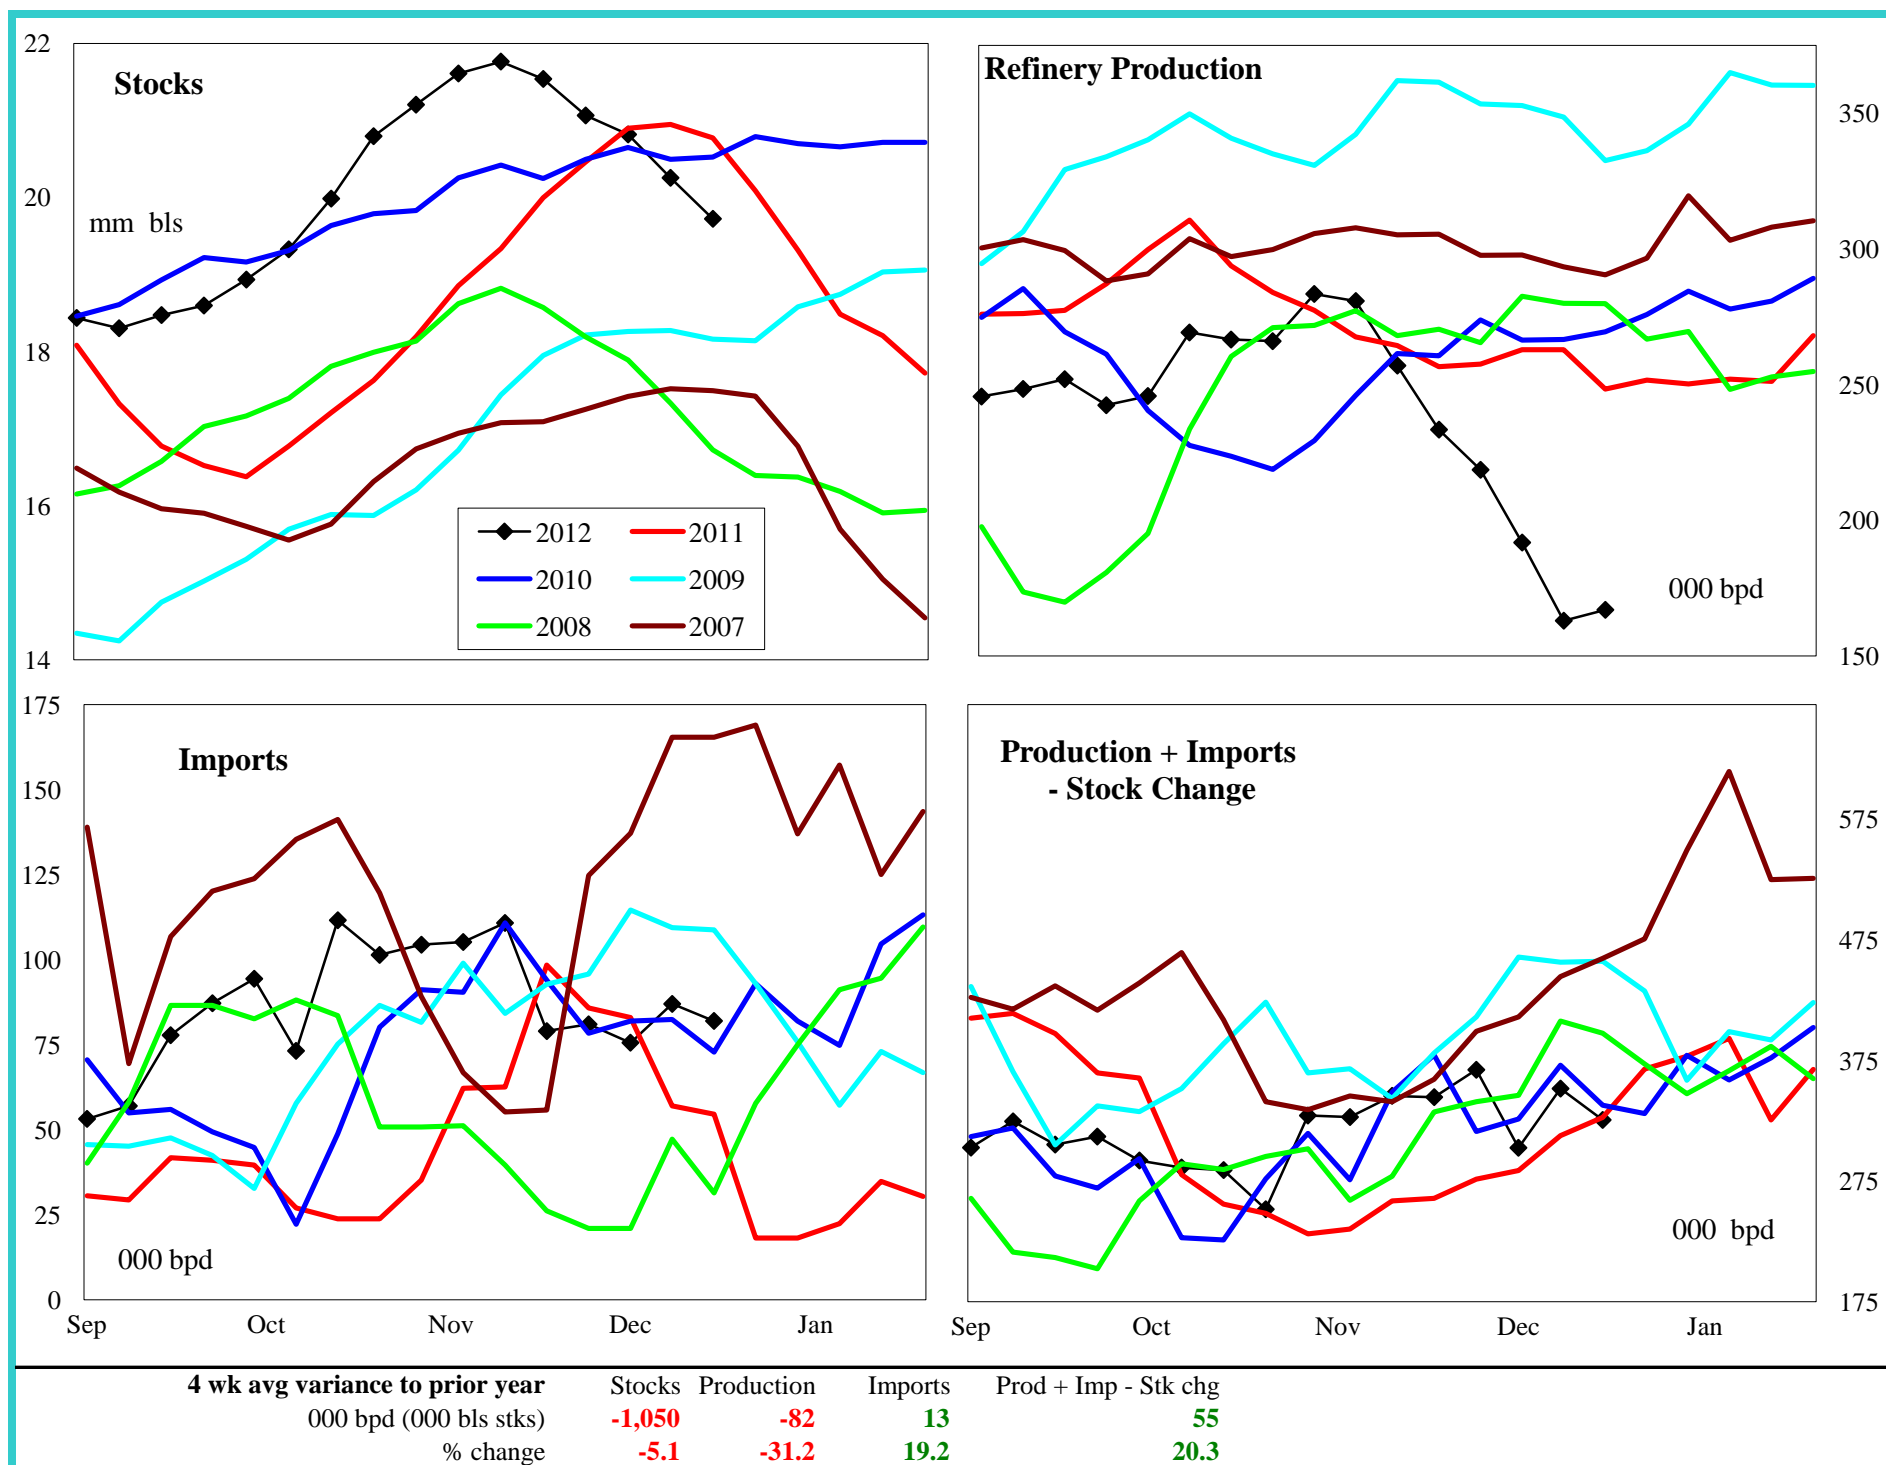 Stocks
mm bls
22
20
18
16
14
2012
2011
2010
2009
2008
2007
Refinery Production
000 bpd
350
300
250
200
150
Imports
000 bpd
175
150
125
100
75
50
25
0
Sep Oct Nov Dec Jan
Production + Imports
- Stock Change
000 bpd
575
475
375
275
175
Sep Oct Nov Dec Jan
4 wk avg variance to prior year Stocks Production Imports Prod + Imp - Stk chg
000 bpd (000 bls stks) -1,050 -82 13 55
% change -5.1 -31.2 19.2 20.3